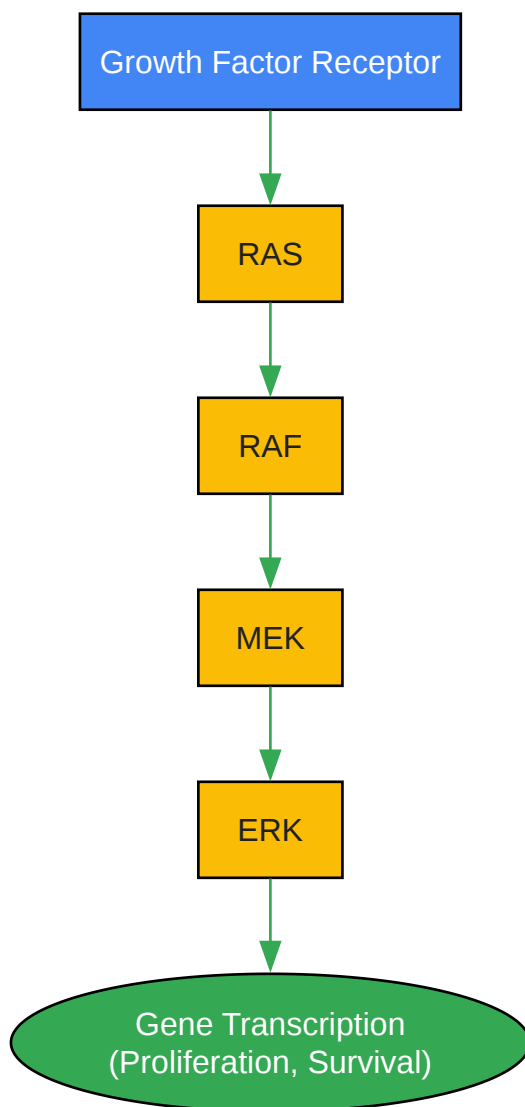 Growth Factor Receptor
RAS
RAF
MEK
ERK
Gene Transcription
(Proliferation, Survival)